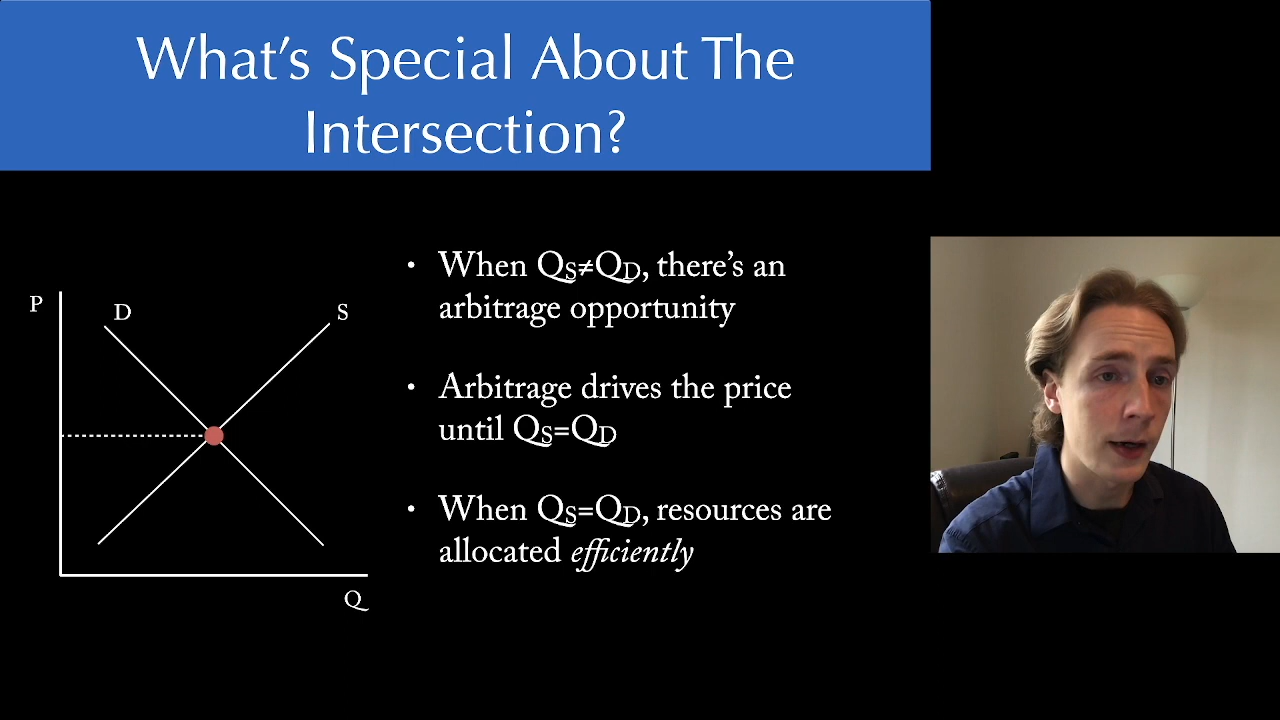 What’s Special About The
Intersection?
P
D
S
Q
• When QS≠QD, there’s an
arbitrage opportunity
• Arbitrage drives the price
until QS=QD
• When QS=QD, resources are
allocated efficiently